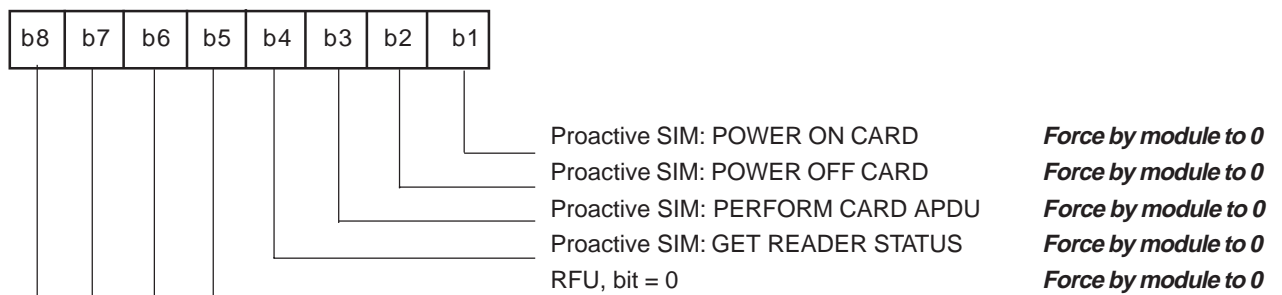 b8 b7 b6 b5 b4 b3 b2 b1
Proactive SIM: POWER ON CARD Force by module to 0
Proactive SIM: POWER OFF CARD Force by module to 0
Proactive SIM: PERFORM CARD APDU Force by module to 0
Proactive SIM: GET READER STATUS Force by module to 0
RFU, bit = 0 Force by module to 0